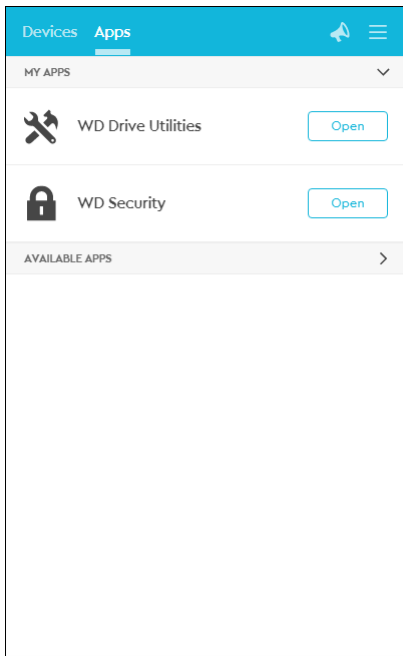 Devices Apps
MY APPS
WD Drive Utilities Open
WD Security Open
AVAILABLE APPS